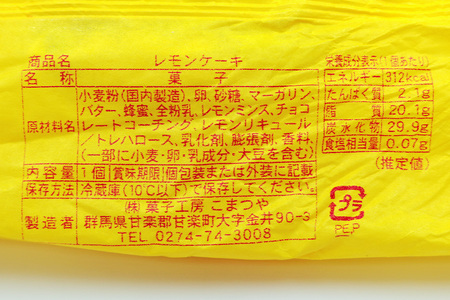 商品名 レモンケーキ
名称 菓子
原材料名 小麦粉(国内製造)、卵、砂糖、マーガリン、
バター、蜂蜜、全粉乳、レモンミンス、チョコ
レートコーチング、レモンリキュール/
トレハロース、乳化剤、膨張剤、香料、
(一部に小麦・卵・乳成分・大豆を含む)
内容量 1個 賞味期限 個包装または外装に記載
保存方法 冷蔵庫(10℃以下)で保存してください。
製造者 ㈱菓子工房 こまつや
群馬県甘楽郡甘楽町大字金井90-3
TEL 0274-74-3008
栄養成分表示(1個あたり)
エネルギー 312kcal
たんぱく質 2.1g
脂質 20.1g
炭水化物 29.9g
食塩相当量 0.07g
(推定値)
プラ
PE,P